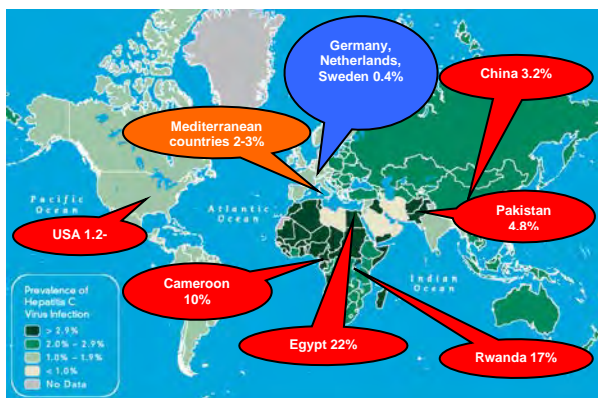 Germany,
Netherlands,
Sweden 0.4%
China 3.2%
Mediterranean
countries 2-3%
Pacific
Ocean
Atlantic
Ocean
Pakistan
4.8%
USA 1.2-
Cameroon
10%
Indian
Ocean
Prevalence of
Hepatitis C
Virus Infection
> 2.9%
2.0% - 2.9%
1.0% - 1.9%
< 1.0%
No Data
Egypt 22%
Rwanda 17%